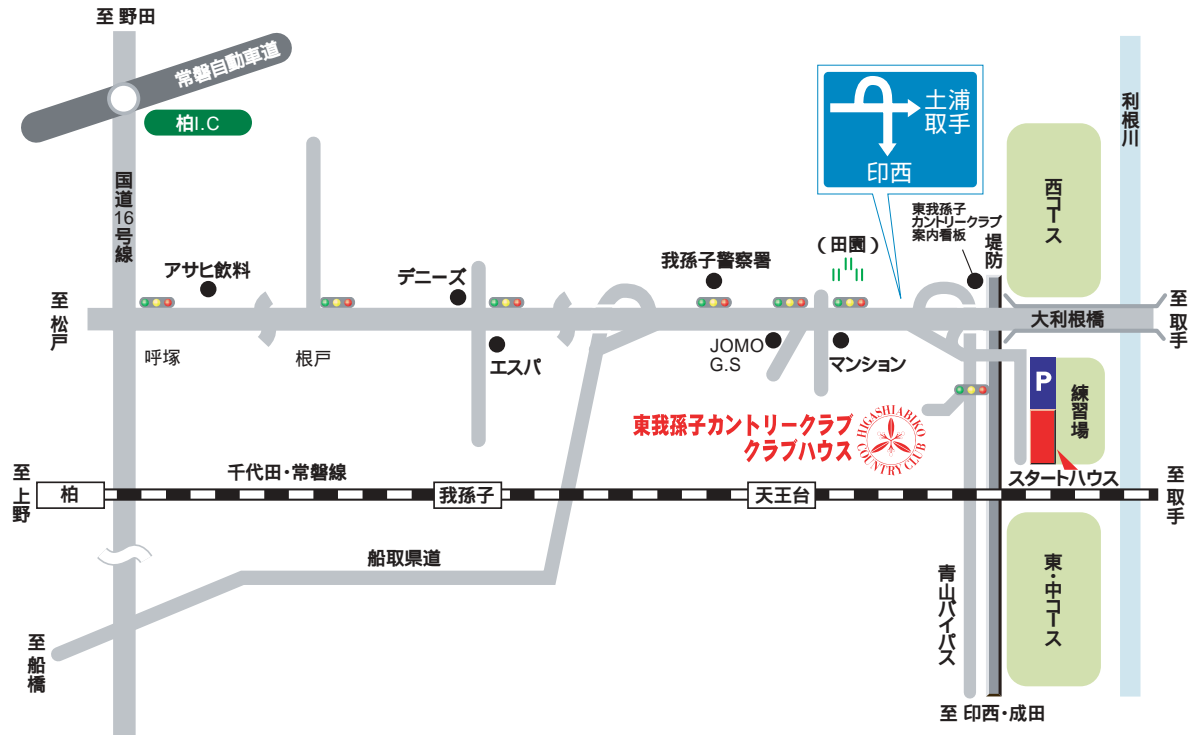 至 野田
常磐自動車道
柏I.C
国道16号線
土浦
取手
印西
利根川
西コース
東我孫子
カントリークラブ
案内看板
堤防
(田園)
アサヒ飲料
デニーズ
我孫子警察署
至松戸
大利根橋
至取手
呼塚
根戸
エスパ
JOMO
G.S
マンション
P
練習場
東我孫子カントリークラブ
クラブハウス
HIGASHIABIKO
COUNTRY CLUB
スタートハウス
至上野
柏
千代田・常磐線
我孫子
天王台
至取手
船取県道
青山バイパス
東・中コース
至船橋
至 印西・成田